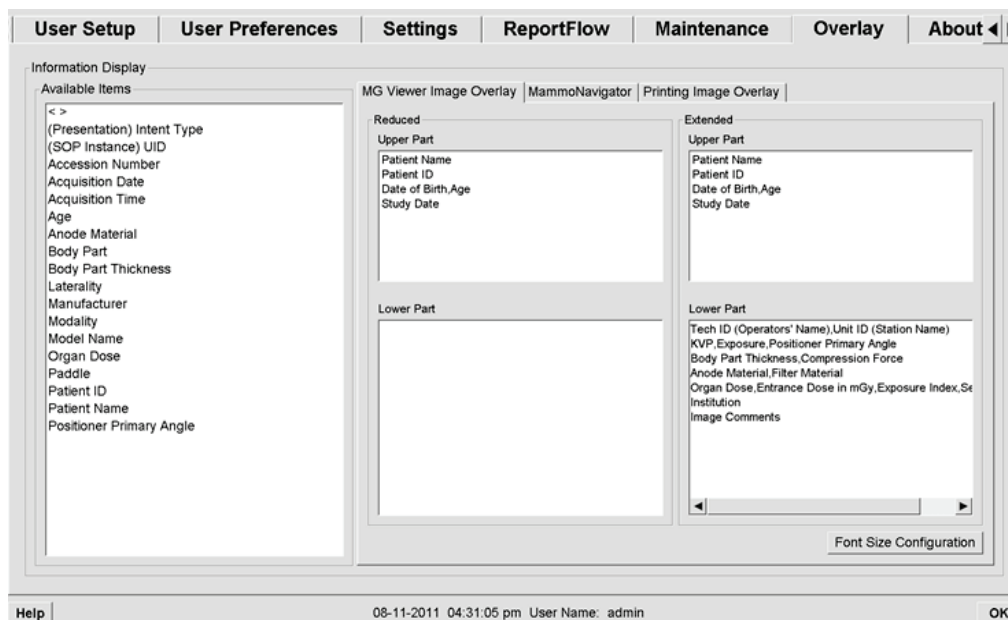 User Setup User Preferences Settings ReportFlow Maintenance Overlay About
Information Display
Available Items
< >
(Presentation) Intent Type
(SOP Instance) UID
Accession Number
Acquisition Date
Acquisition Time
Age
Anode Material
Body Part
Body Part Thickness
Laterality
Manufacturer
Modality
Model Name
Organ Dose
Paddle
Patient ID
Patient Name
Positioner Primary Angle
MG Viewer Image Overlay MammoNavigator Printing Image Overlay
Reduced
Upper Part
Patient Name
Patient ID
Date of Birth,Age
Study Date
Lower Part
Extended
Upper Part
Patient Name
Patient ID
Date of Birth,Age
Study Date
Lower Part
Tech ID (Operators' Name),Unit ID (Station Name)
KVP,Exposure,Positioner Primary Angle
Body Part Thickness,Compression Force
Anode Material,Filter Material
Organ Dose,Entrance Dose in mGy,Exposure Index,Se
Institution
Image Comments
Font Size Configuration
Help 08-11-2011 04:31:05 pm User Name: admin OK